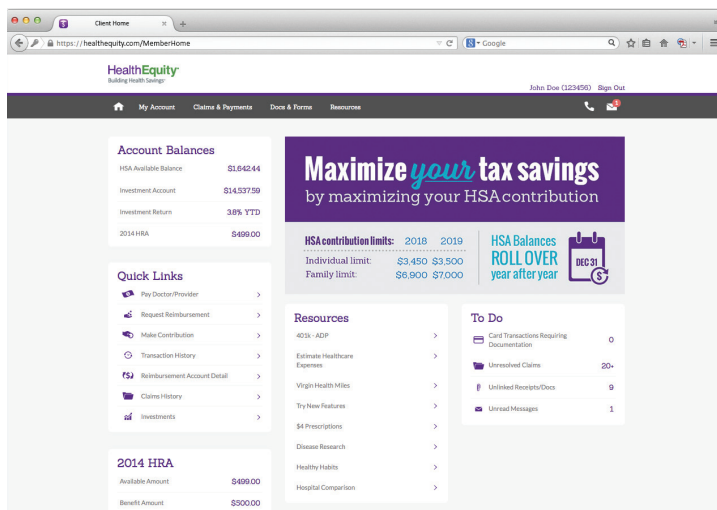 Client Home
https://healthequity.com/MemberHome
Google
HealthEquity
Building Health Savings
John Doe (123456) Sign Out
My Account Claims & Payments Docs & Forms Resources
Account Balances
HSA Available Balance $1,642.44
Investment Account $14,537.59
Investment Return 3.8% YTD
2014 HRA $499.00
Maximize your tax savings
by maximizing your HSA contribution
HSA contribution limits: 2018 2019
Individual limit: $3,450 $3,500
Family limit: $6,900 $7,000
HSA Balances
ROLL OVER
year after year
DEC 31
$
Quick Links
Pay Doctor/Provider
Request Reimbursement
Make Contribution
Transaction History
Reimbursement Account Detail
Claims History
Investments
Resources
401k - ADP
Estimate Healthcare
Expenses
Virgin Health Miles
Try New Features
$4 Prescriptions
Disease Research
Healthy Habits
Hospital Comparison
To Do
Card Transactions Requiring
Documentation 0
Unresolved Claims 20+
Unlinked Receipts/Docs 9
Unread Messages 1
2014 HRA
Available Amount $499.00
Benefit Amount $500.00